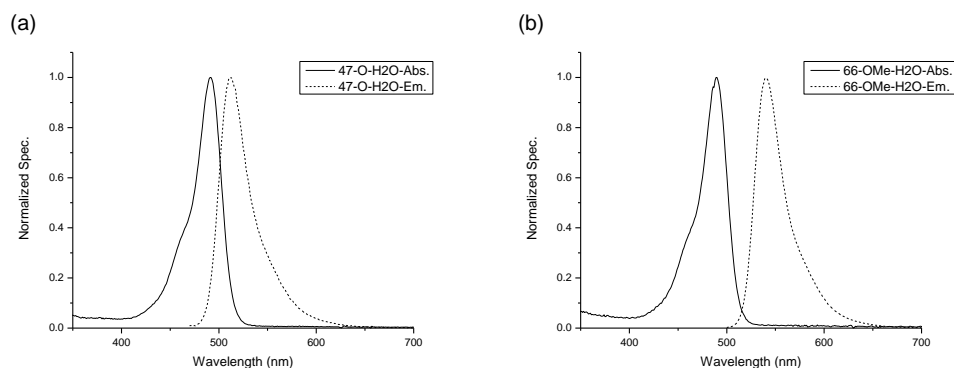 (a)
47-O-H2O-Abs.
47-O-H2O-Em.
1.0
0.8
0.6
0.4
0.2
0.0
Normalized Spec.
400
500
600
700
Wavelength (nm)
(b)
66-OMe-H2O-Abs.
66-OMe-H2O-Em.
1.0
0.8
0.6
0.4
0.2
0.0
Normalized Spec.
400
500
600
700
Wavelength (nm)